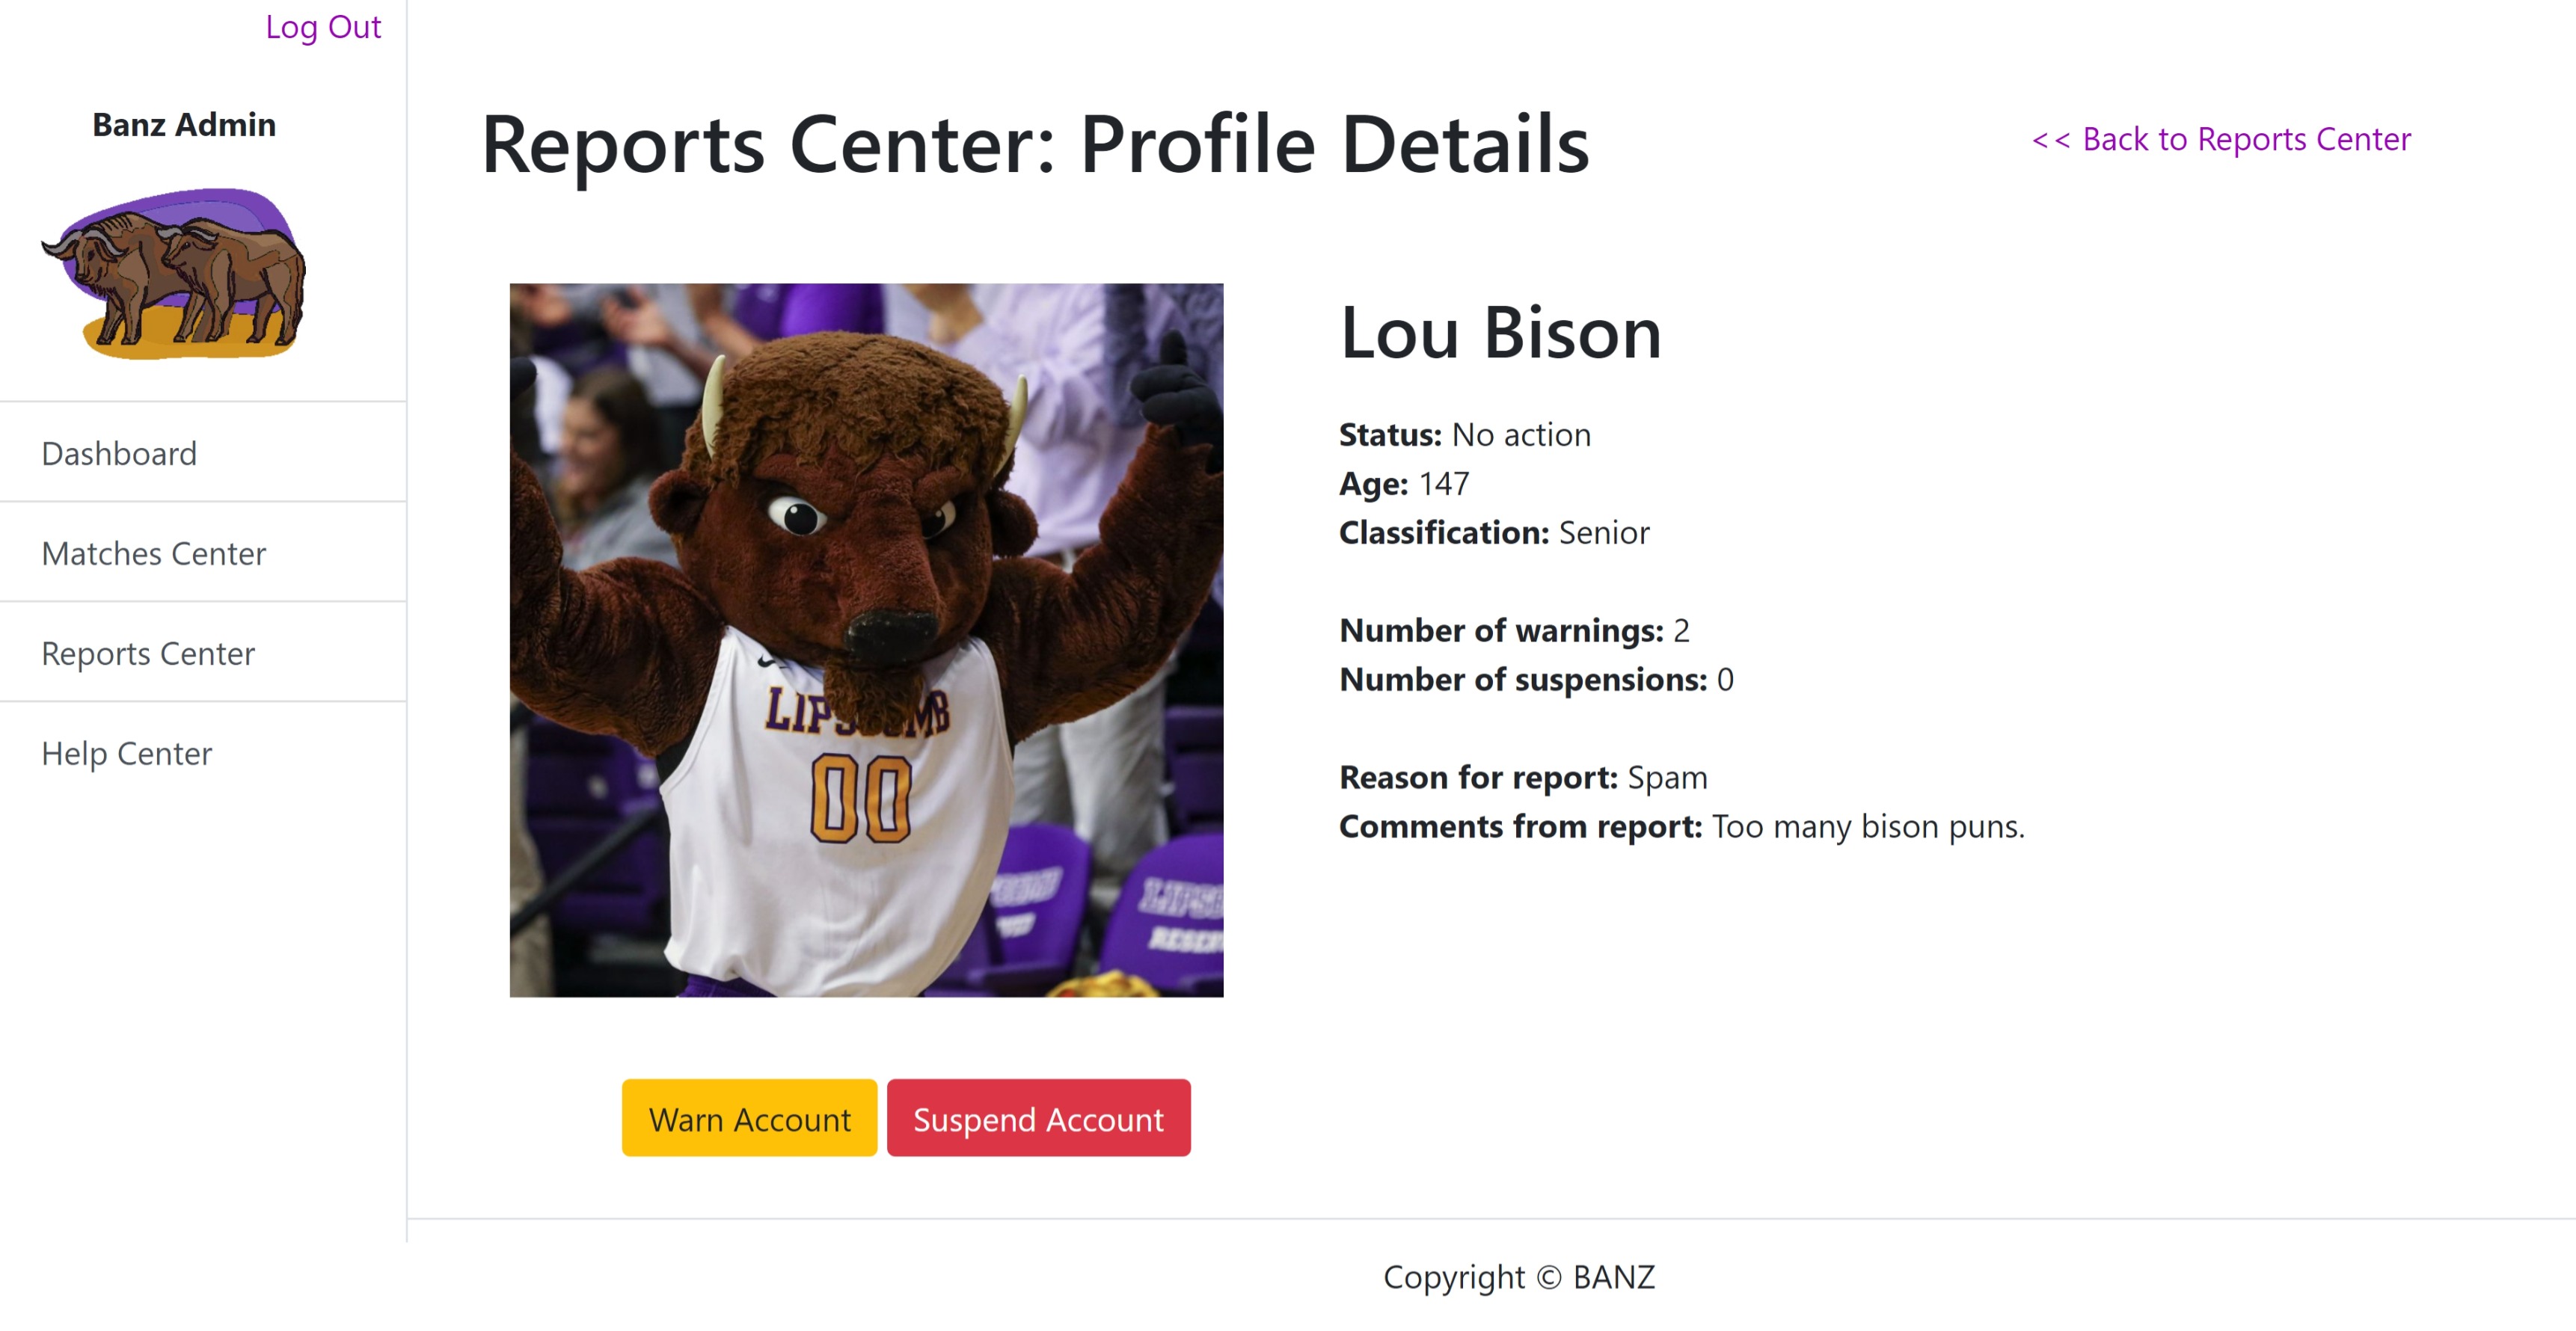 Log Out
Banz Admin
Dashboard
Matches Center
Reports Center
Help Center
Reports Center: Profile Details
<< Back to Reports Center
LIPSCOMB
00
LIPSC
RESER
Lou Bison
Status: No action
Age: 147
Classification: Senior
Number of warnings: 2
Number of suspensions: 0
Reason for report: Spam
Comments from report: Too many bison puns.
Warn Account
Suspend Account
Copyright © BANZ